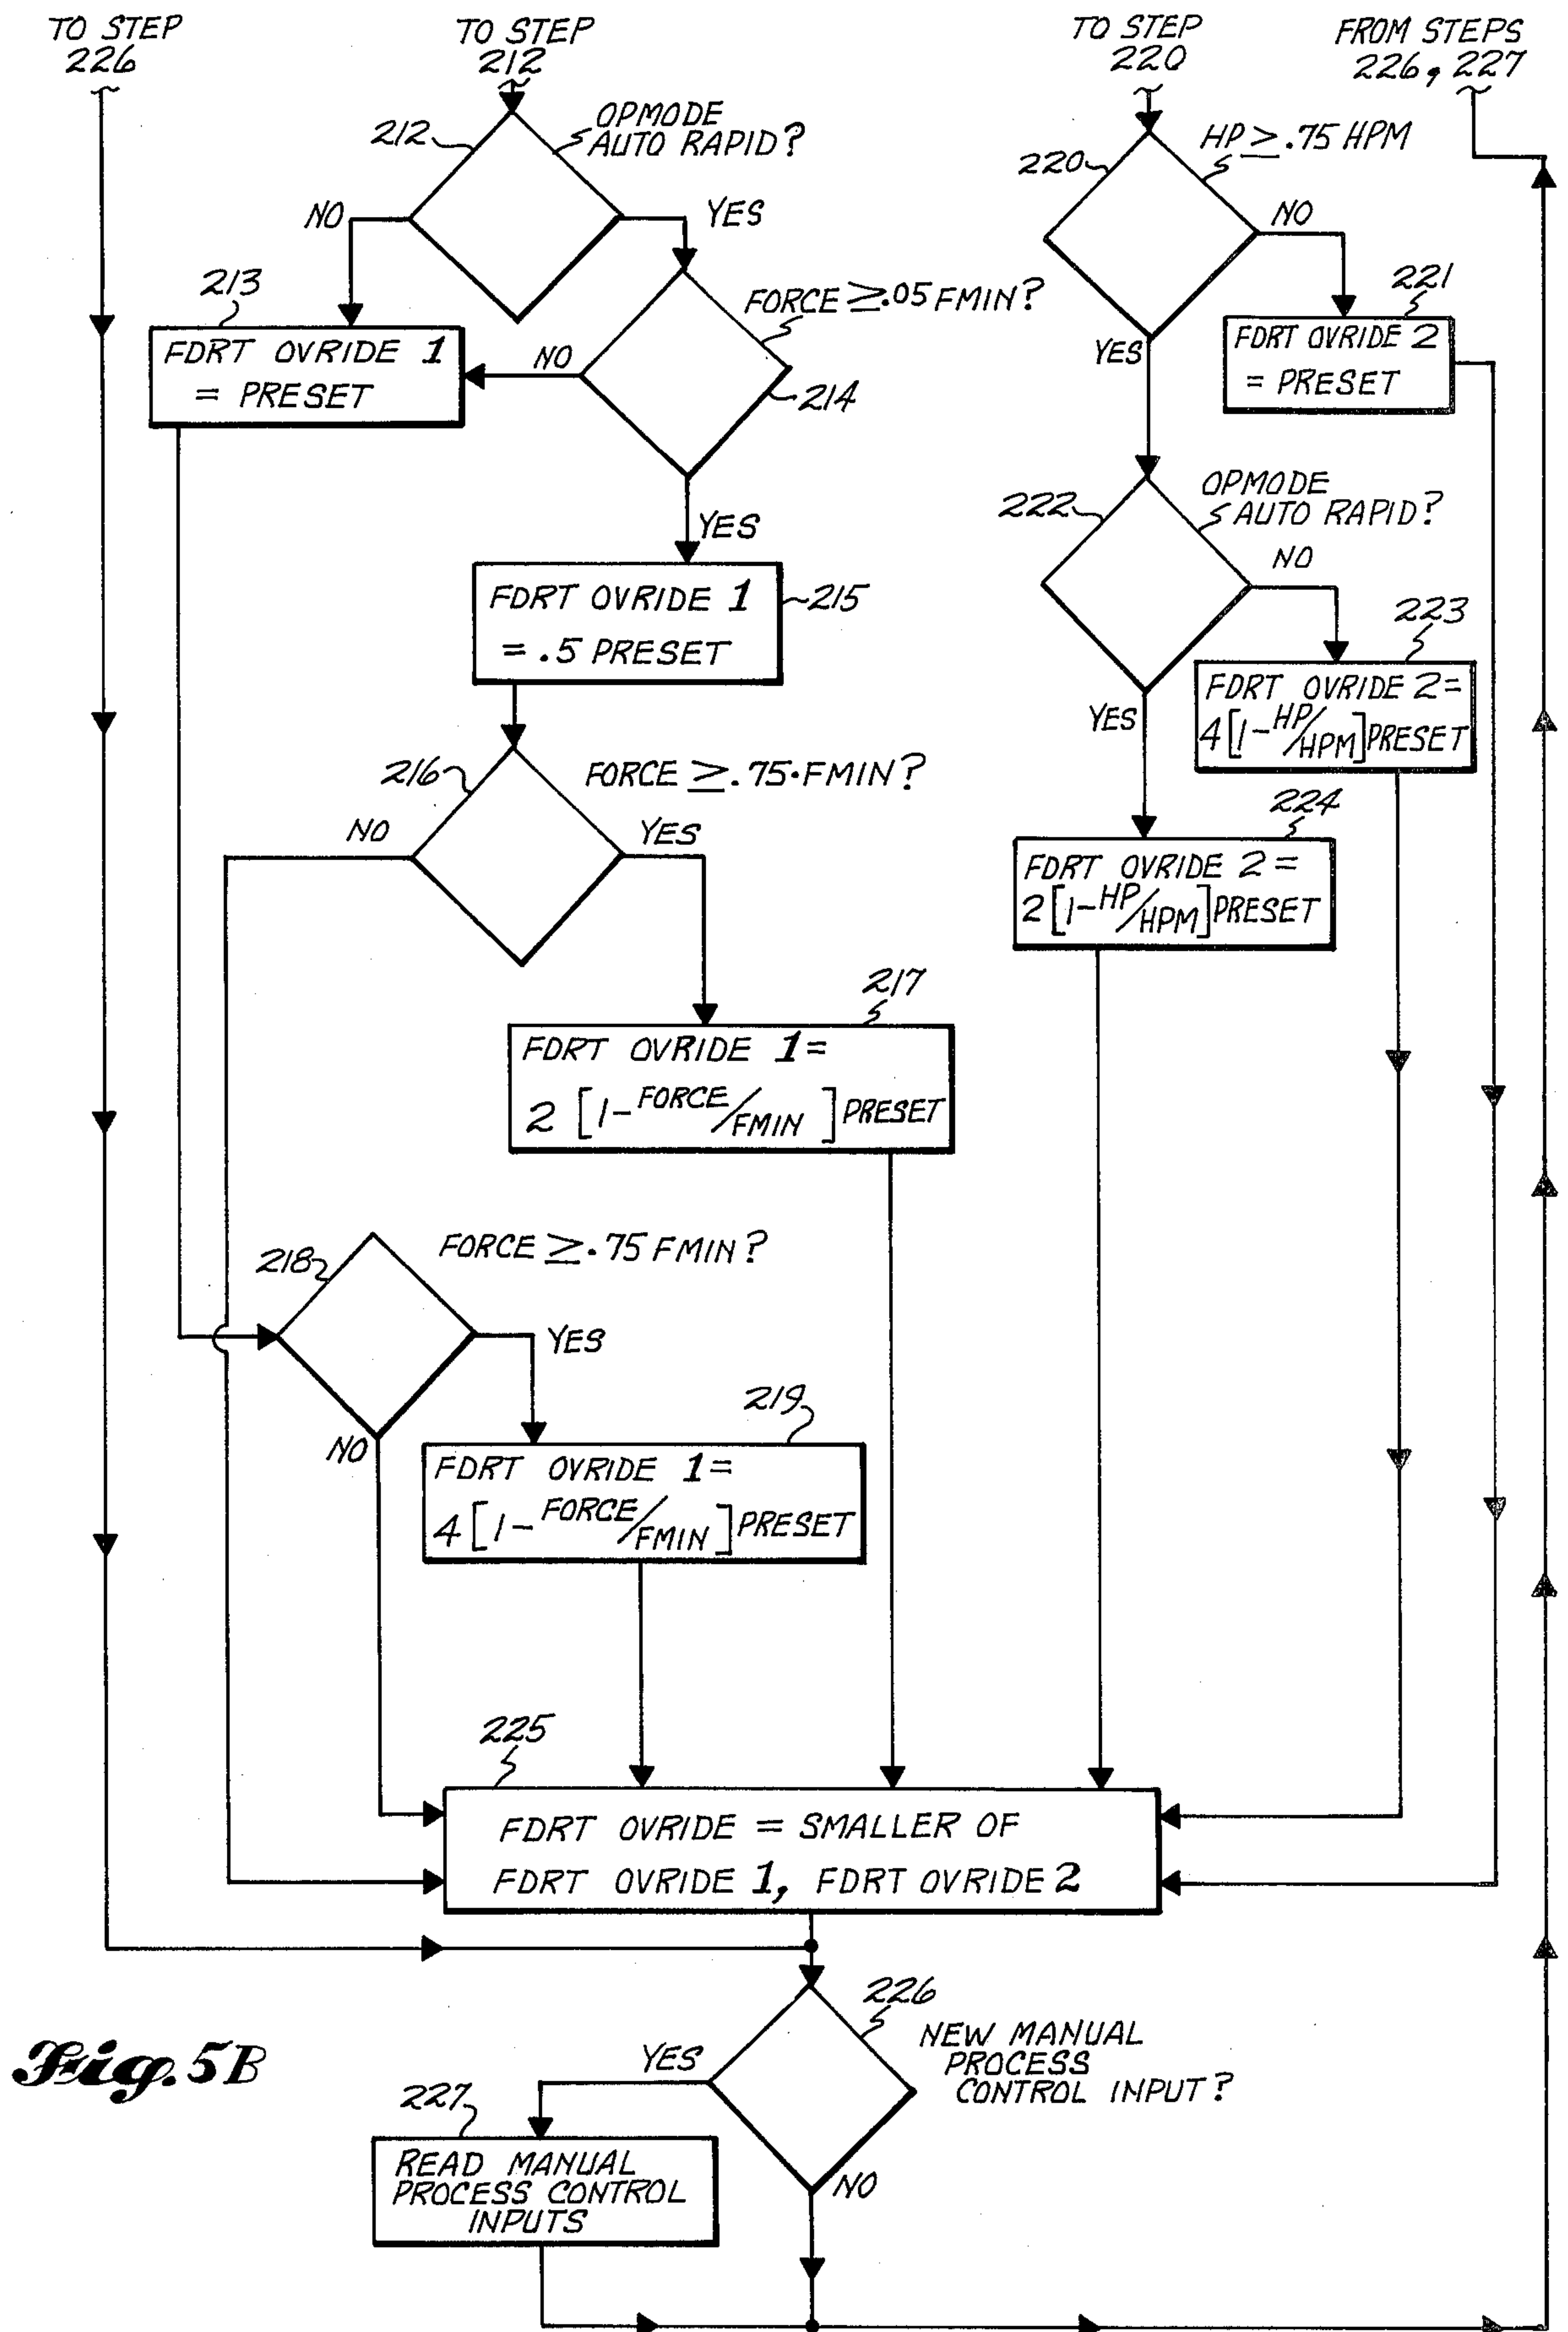 TO STEP
226
TO STEP
212
TO STEP
220
FROM STEPS
226, 227
212
OPMODE
AUTO RAPID?
NO
YES
220
HP ≥ .75 HPM
NO
YES
213
FDRT OVRIDE 1
= PRESET
FORCE ≥ .05 FMIN?
NO
214
YES
221
FDRT OVRIDE 2
= PRESET
222
OPMODE
AUTO RAPID?
NO
YES
215
FDRT OVRIDE 1
= .5 PRESET
223
FDRT OVRIDE 2=
4[1-HP/HPM]PRESET
216
FORCE ≥ .75·FMIN?
NO
YES
224
FDRT OVRIDE 2 =
2[1-HP/HPM]PRESET
217
FDRT OVRIDE 1=
2 [1-FORCE/FMIN ]PRESET
218
FORCE ≥ .75 FMIN?
YES
NO
219
FDRT OVRIDE 1=
4[1-FORCE/FMIN]PRESET
225
FDRT OVRIDE = SMALLER OF
FDRT OVRIDE 1, FDRT OVRIDE 2
226
NEW MANUAL
PROCESS
CONTROL INPUT?
YES
NO
227
READ MANUAL
PROCESS CONTROL
INPUTS
Fig. 5B